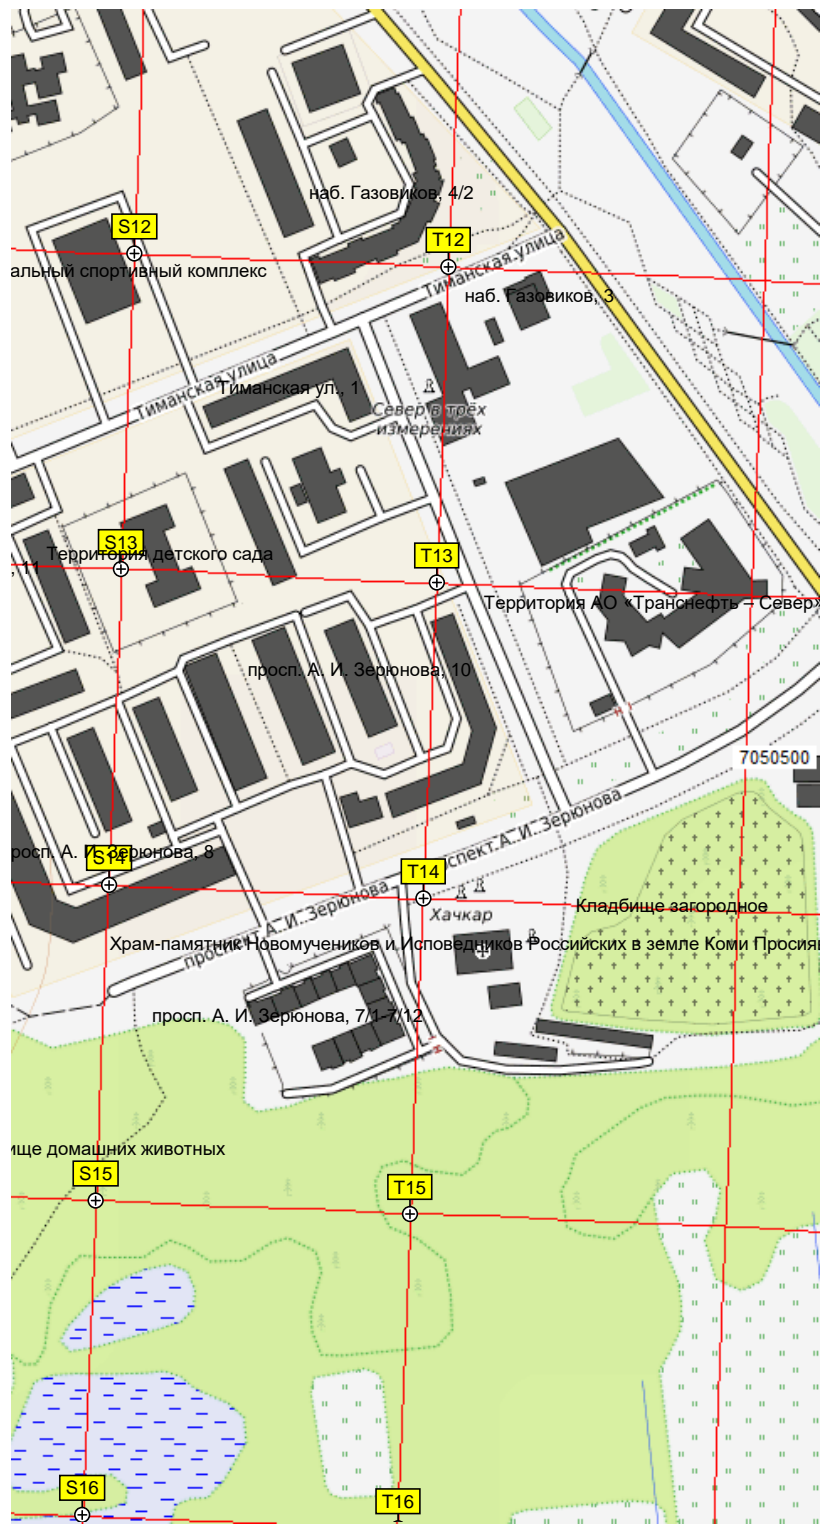 наб. Газовиков, 4/2
S12
T12
Тиманская улица
альный спортивный комплекс
наб. Газовиков, 3
Тиманская улица
Тиманская ул., 1
Север в трёх
измерениях
S13
T13
Территория детского сада
, 11
Территория АО «Транснефть – Север»
просп. А. И. Зерюнова, 10
7050500
спект А. И. Зерюнова
росп. А. И. Зерюнова, 8
S14
T14
проспект А. И. Зерюнова
Хачкар
Кладбище загородное
Храм-памятник Новомучеников и Исповедников Российских в земле Коми Просия
просп. А. И. Зерюнова, 7/1-7/12
ище домашних животных
S15
T15
S16
T16